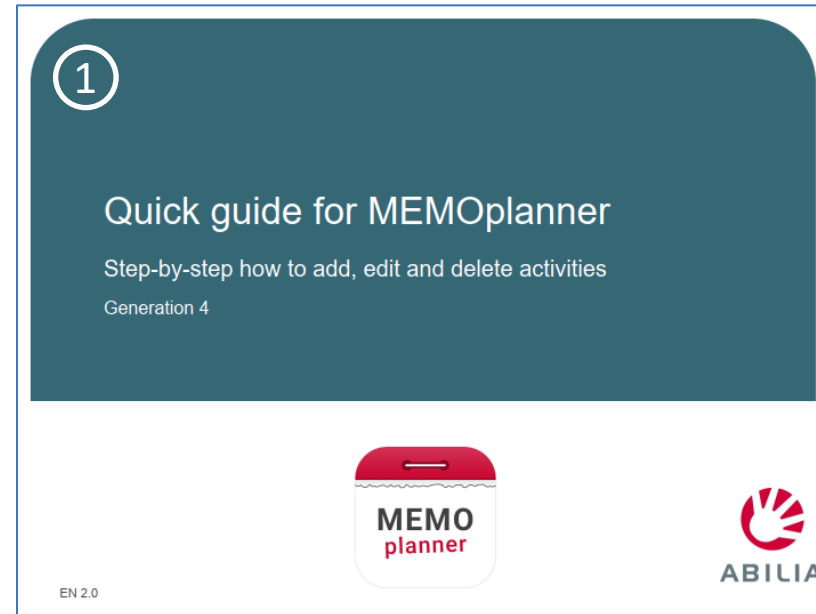 1
Quick guide for MEMOplanner
Step-by-step how to add, edit and delete activities
Generation 4
MEMO
planner
ABILIA
EN 2.0